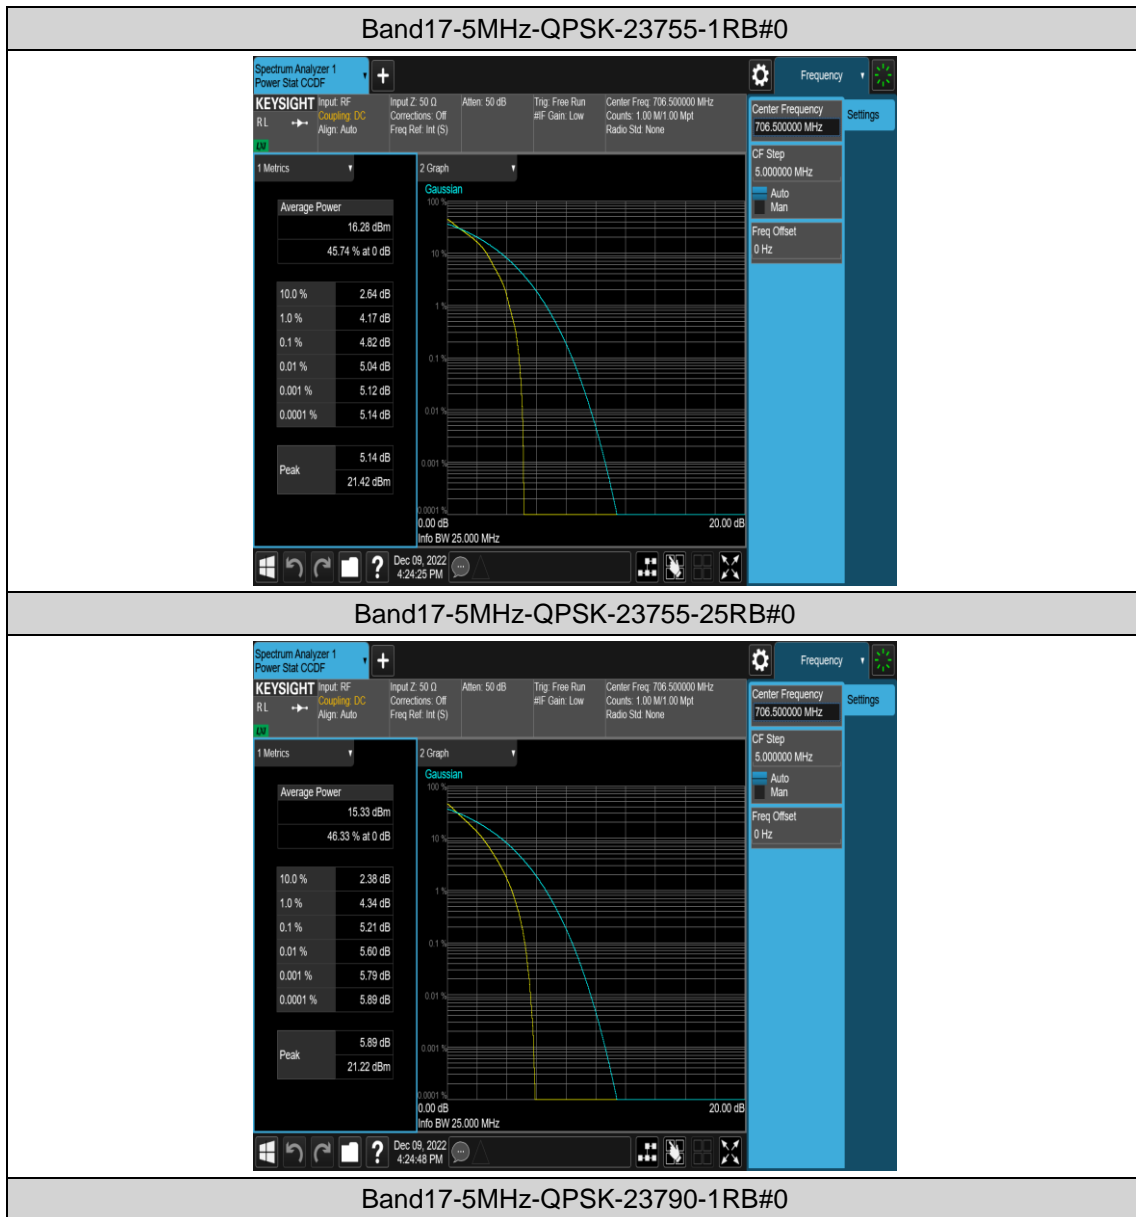 Band17-5MHz-QPSK-23755-1RB#0
Spectrum Analyzer 1
Power Stat CCDF
Frequency
KEYSIGHT
RL
Input: RF
Coupling: DC
Align: Auto
Input Z: 50 Ω
Corrections: Off
Freq Ref: Int (S)
Atten: 50 dB
Trig: Free Run
#IF Gain: Low
Center Freq: 706.500000 MHz
Counts: 1.00 M/1.00 Mpt
Radio Std: None
Center Frequency
706.500000 MHz
Settings
CF Step
5.000000 MHz
Auto
Man
Freq Offset
0 Hz
1 Metrics
Average Power
16.28 dBm
45.74 % at 0 dB
10.0 % 2.64 dB
1.0 % 4.17 dB
0.1 % 4.82 dB
0.01 % 5.04 dB
0.001 % 5.12 dB
0.0001 % 5.14 dB
Peak
5.14 dB
21.42 dBm
2 Graph
Gaussian
100 %
10 %
1 %
0.1 %
0.01 %
0.001 %
0.0001 %
0.00 dB 20.00 dB
Info BW 25.000 MHz
Dec 09, 2022
4:24:25 PM
Band17-5MHz-QPSK-23755-25RB#0
Spectrum Analyzer 1
Power Stat CCDF
Frequency
KEYSIGHT
RL
Input: RF
Coupling: DC
Align: Auto
Input Z: 50 Ω
Corrections: Off
Freq Ref: Int (S)
Atten: 50 dB
Trig: Free Run
#IF Gain: Low
Center Freq: 706.500000 MHz
Counts: 1.00 M/1.00 Mpt
Radio Std: None
Center Frequency
706.500000 MHz
Settings
CF Step
5.000000 MHz
Auto
Man
Freq Offset
0 Hz
1 Metrics
Average Power
15.33 dBm
46.33 % at 0 dB
10.0 % 2.38 dB
1.0 % 4.34 dB
0.1 % 5.21 dB
0.01 % 5.60 dB
0.001 % 5.79 dB
0.0001 % 5.89 dB
Peak
5.89 dB
21.22 dBm
2 Graph
Gaussian
100 %
10 %
1 %
0.1 %
0.01 %
0.001 %
0.0001 %
0.00 dB 20.00 dB
Info BW 25.000 MHz
Dec 09, 2022
4:24:48 PM
Band17-5MHz-QPSK-23790-1RB#0